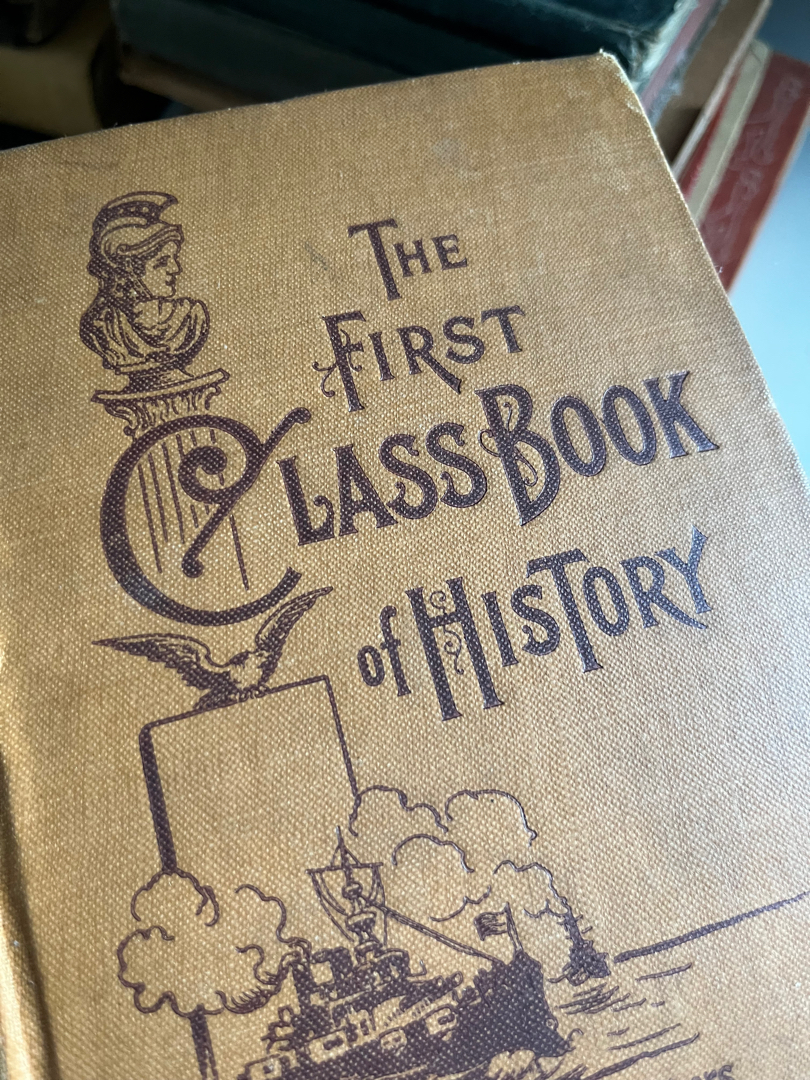 THE
FIRST
CLASS BOOK
of HISTORY